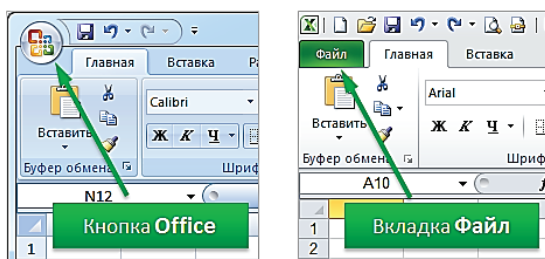 Главная Вставка
Вставить
Calibri
Ж К Ч
Буфер обмена
Шриф
N12
1
Кнопка Office
Файл Главная Вставка
Вставить
Arial
Ж К Ч
Буфер обмена
Шриф
A10
1
2
Вкладка Файл